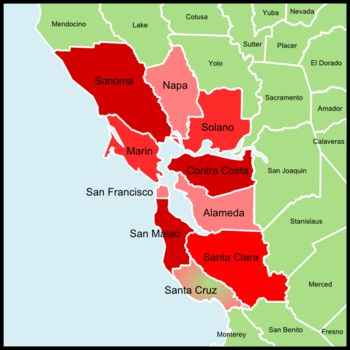 Mendocino
Lake
Colusa
Yuba
Nevada
Sutter
Placer
Yolo
El Dorado
Sonoma
Napa
Sacramento
Amador
Solano
Marin
Calaveras
Contra Costa
San Joaquin
San Francisco
Alameda
Stanislaus
San Mateo
Santa Clara
Merced
Santa Cruz
Monterey
San Benito
Fresno